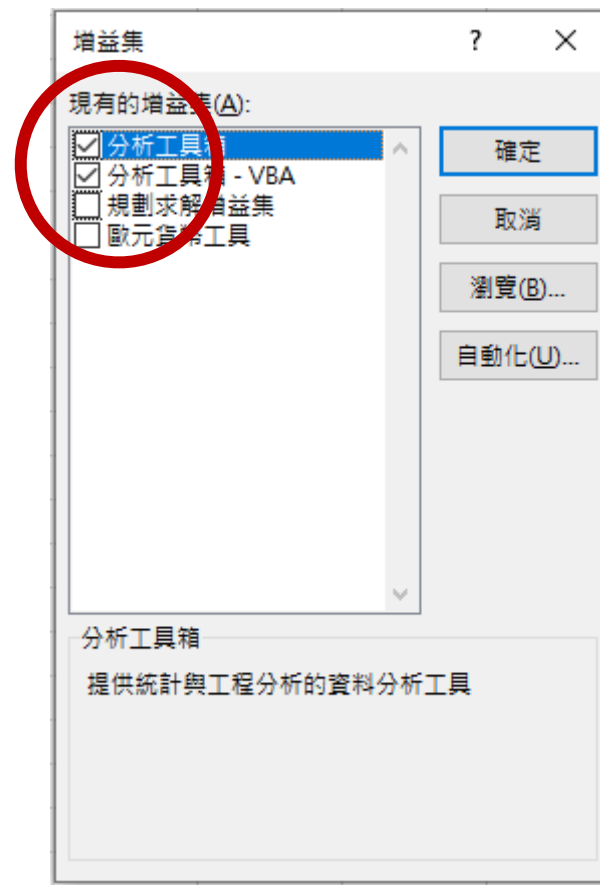 增益集 ?
現有的增益集(A):
分析工具箱
分析工具箱 - VBA
規劃求解增益集
歐元貨幣工具
確定
取消
瀏覽(B)...
自動化(U)...
分析工具箱
提供統計與工程分析的資料分析工具